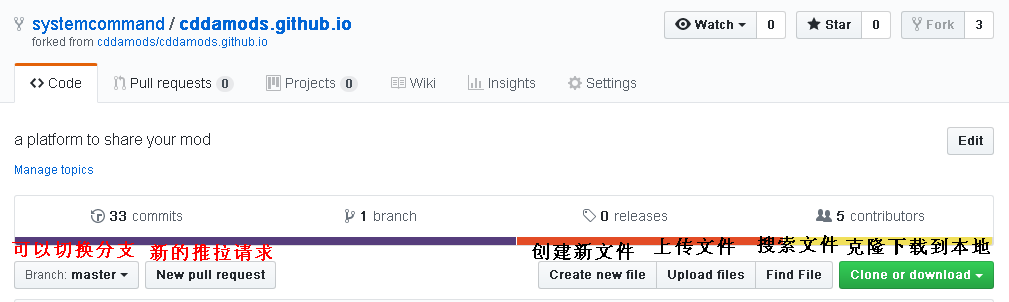 systemcommand / cddamods.github.io
Watch 0 Star 0 Fork 3
forked from cddamods/cddamods.github.io
Code Pull requests 0 Projects 0 Wiki Insights Settings
a platform to share your mod
Edit
Manage topics
33 commits 1 branch 0 releases 5 contributors
可以切换分支 新的推拉请求 创建新文件 上传文件 搜索文件 克隆下载到本地
Branch: master New pull request Create new file Upload files Find File Clone or download